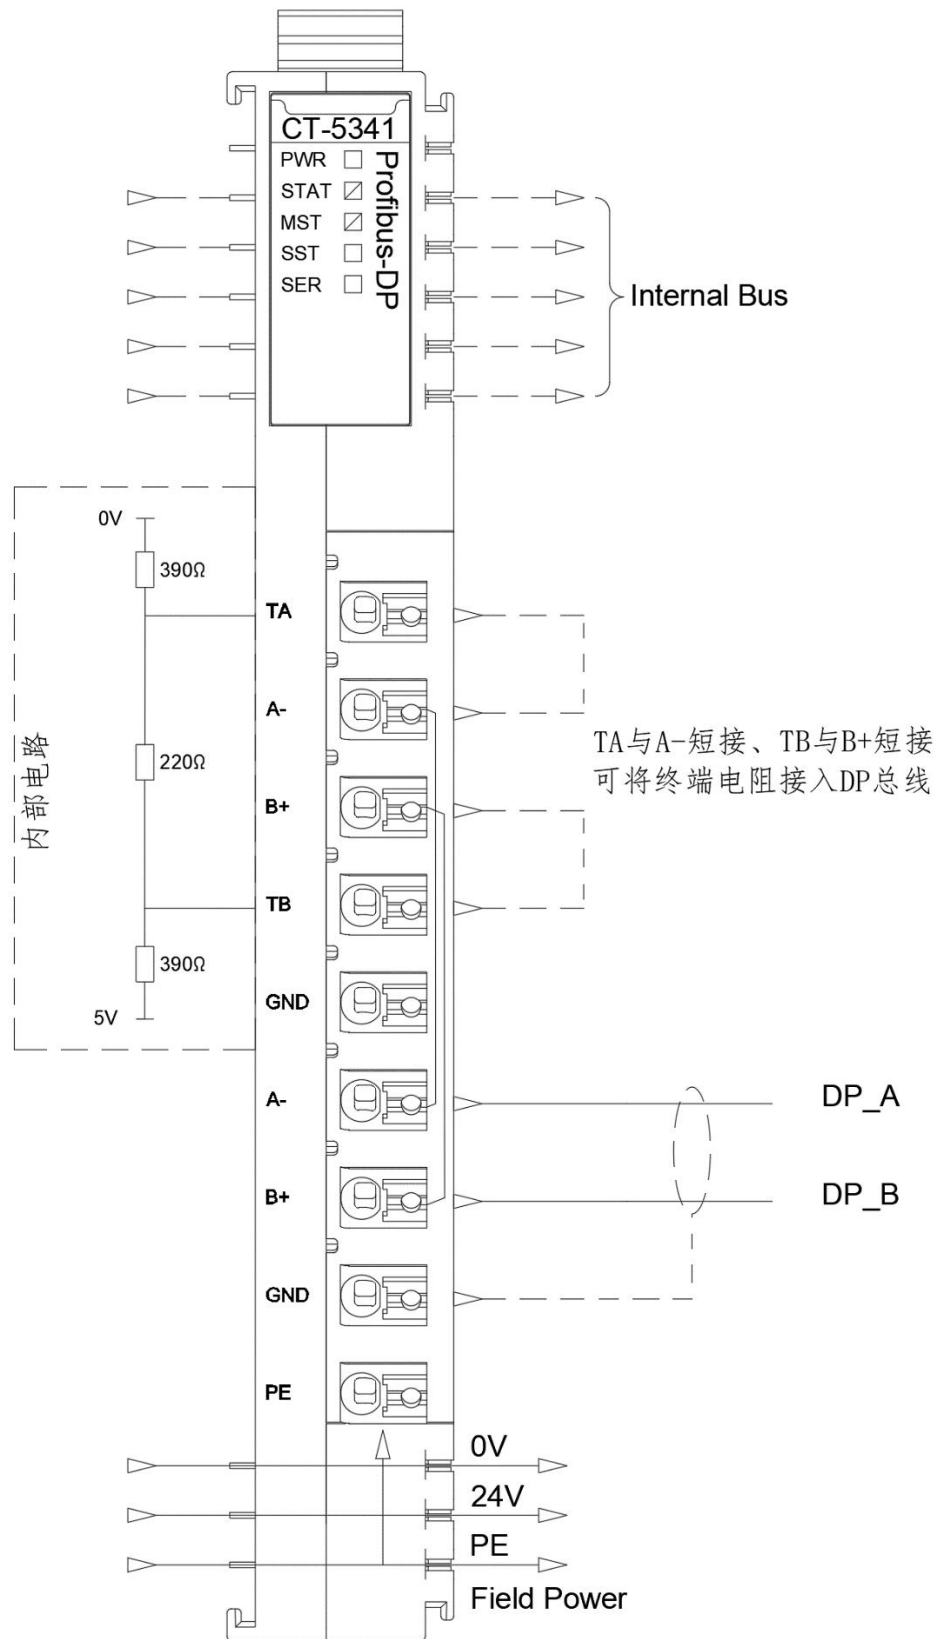 CT-5341
PWR
STAT
MST
SST
SER
Profibus-DP
Internal Bus
0V
390Ω
220Ω
390Ω
5V
内部电路
TA
A-
B+
TB
GND
A-
B+
GND
PE
TA与A-短接、TB与B+短接
可将终端电阻接入DP总线
DP_A
DP_B
0V
24V
PE
Field Power